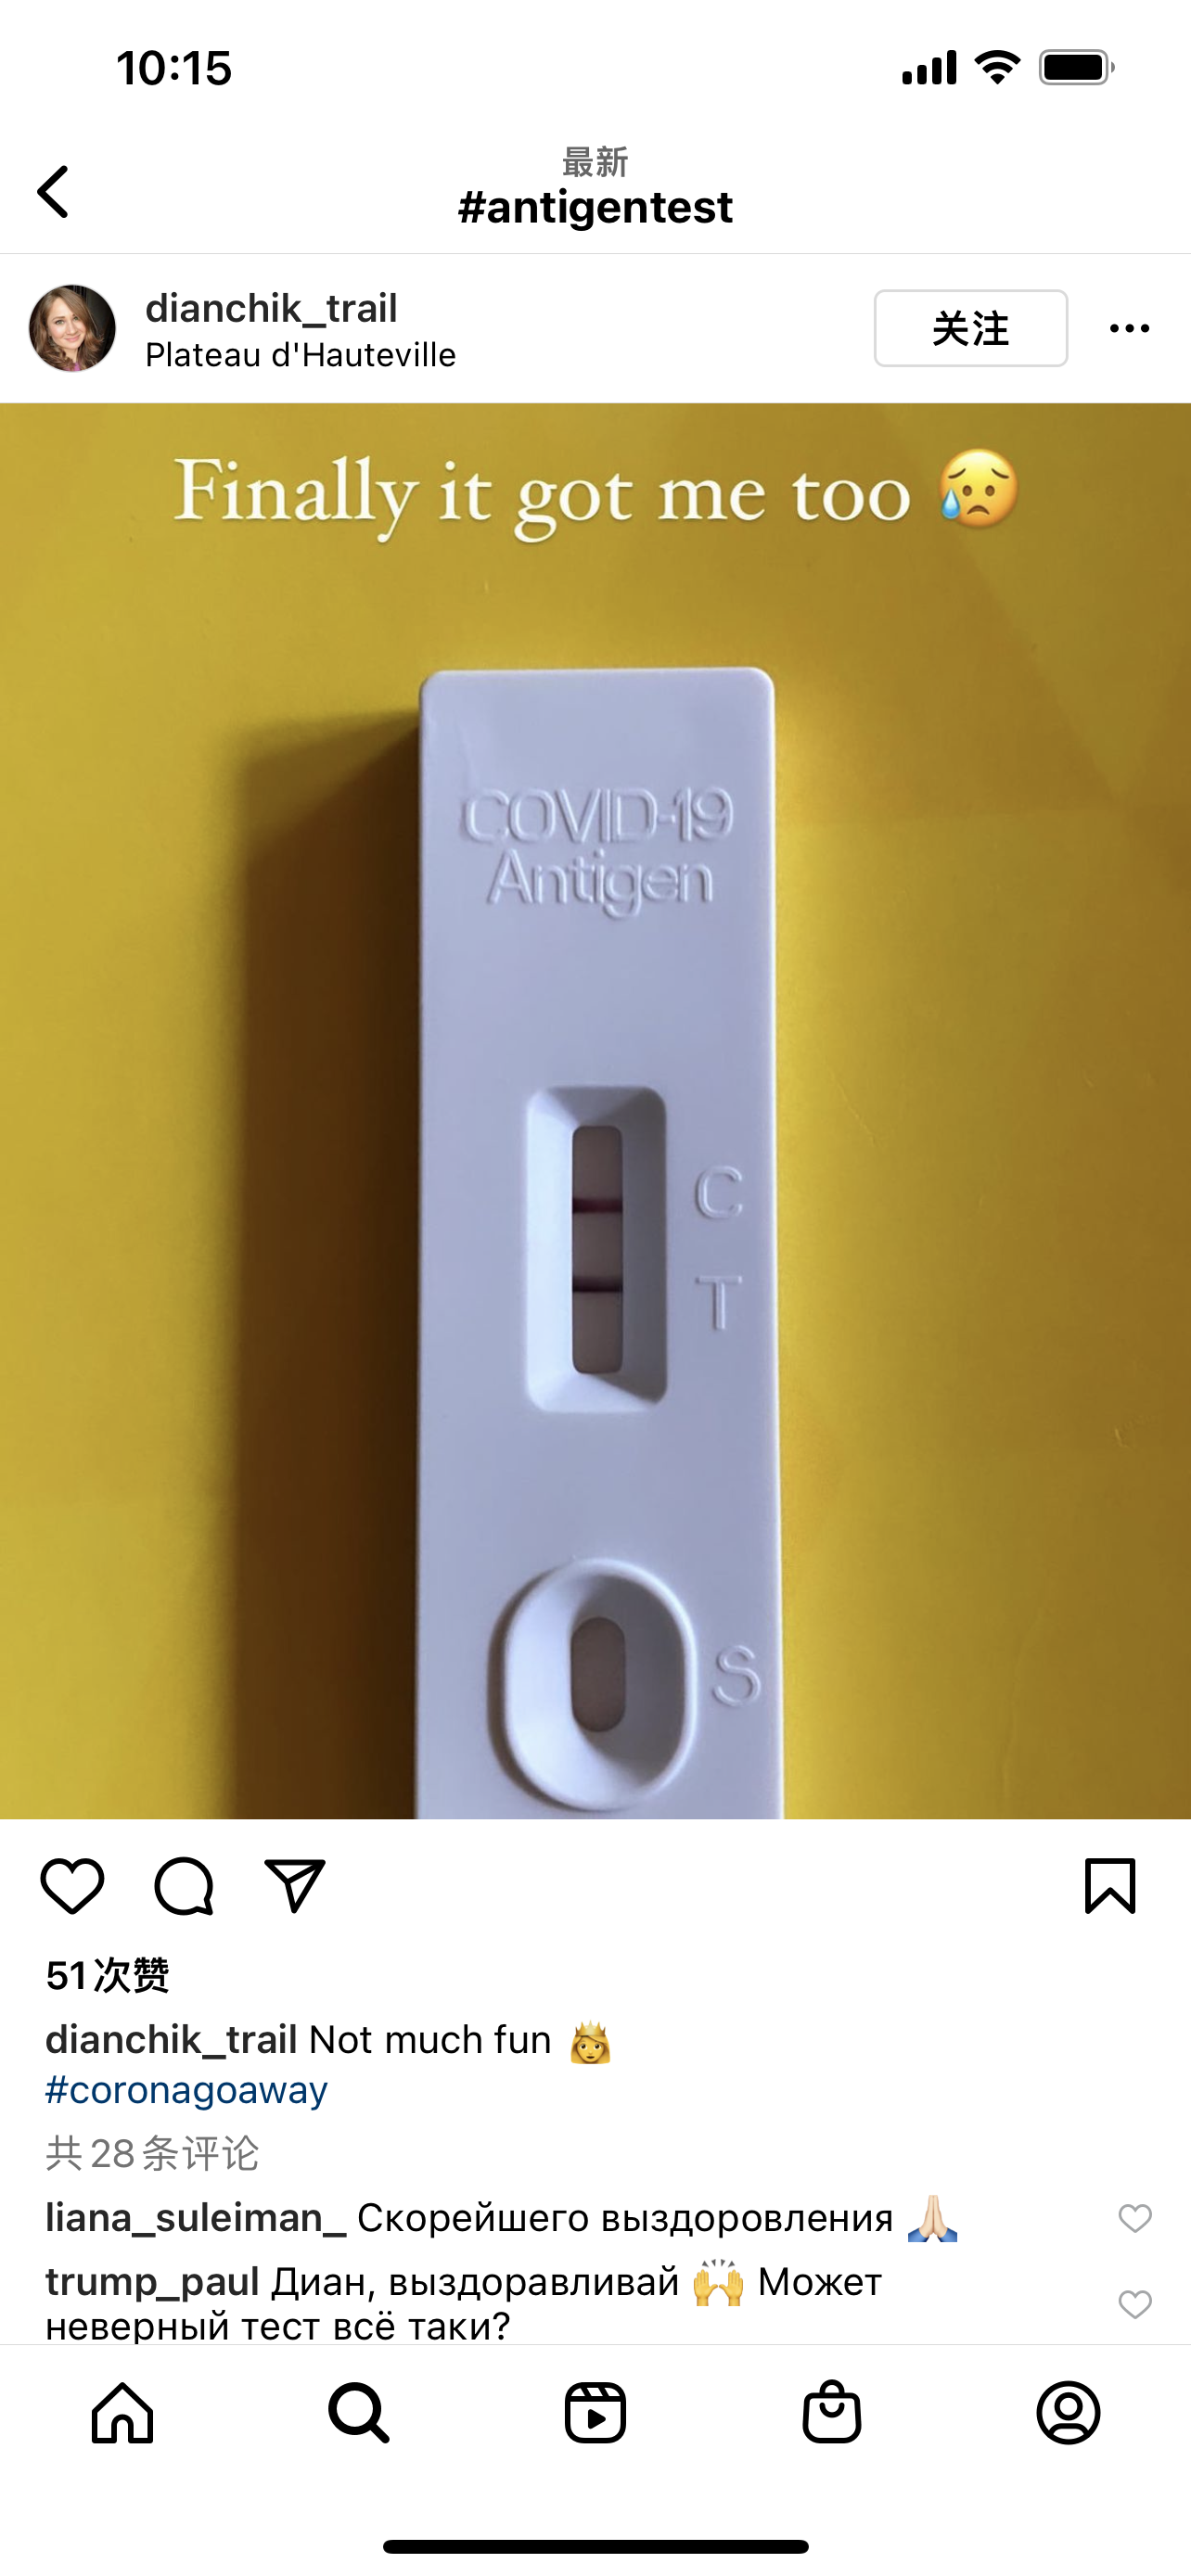 10:15
最新
#antigentest
dianchik_trail
Plateau d'Hauteville
关注
Finally it got me too 😥
COVID-19
Antigen
C
T
S
51次赞
dianchik_trail Not much fun 👸
#coronagoaway
共 28 条评论
liana_suleiman_ Скорейшего выздоровления 🙏🏻
trump_paul Диан, выздоравливай 🙌 Может
неверный тест всё таки?